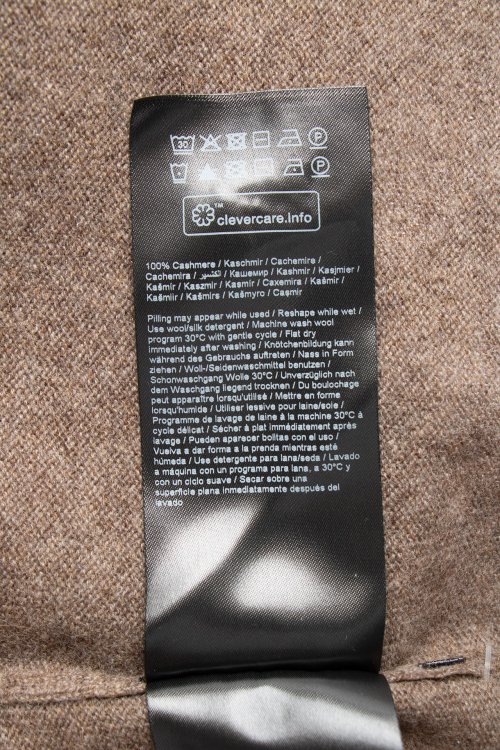 30 P
P
clevercare.info™
100% Cashmere / Kaschmir / Cachemire /
Cachemira / الكشمير / Кашемир / Kashmir / Kasjmier /
Kašmír / Kaszmir / Kasmír / Саxemira / Kašmír /
Kašmiir / Kašmirs / Kašmyro / Caşmir
Pilling may appear while used / Reshape while wet /
Use wool/silk detergent / Machine wash wool
program 30°C with gentle cycle / Flat dry
immediately after washing / Knötchenbildung kann
während des Gebrauchs auftreten / Nass in Form
ziehen / Woll-/Seidenwaschmittel benutzen /
Schonwaschgang Wolle 30°C / Unverzüglich nach
dem Waschgang liegend trocknen / Du boulochage
peut apparaître lorsqu'utilisé / Mettre en forme
lorsqu'humide / Utiliser lessive pour laine/soie /
Programme de lavage de laine à la machine 30°C à
cycle délicat / Sécher à plat immédiatement après
lavage / Pueden aparecer bolitas con el uso /
Vuelva a dar forma a la prenda mientras esté
húmeda / Use detergente para lana/seda / Lavado
a máquina con un programa para lana, a 30°C y
con un ciclo suave / Secar sobre una
superficie plana inmediatamente después del
lavado